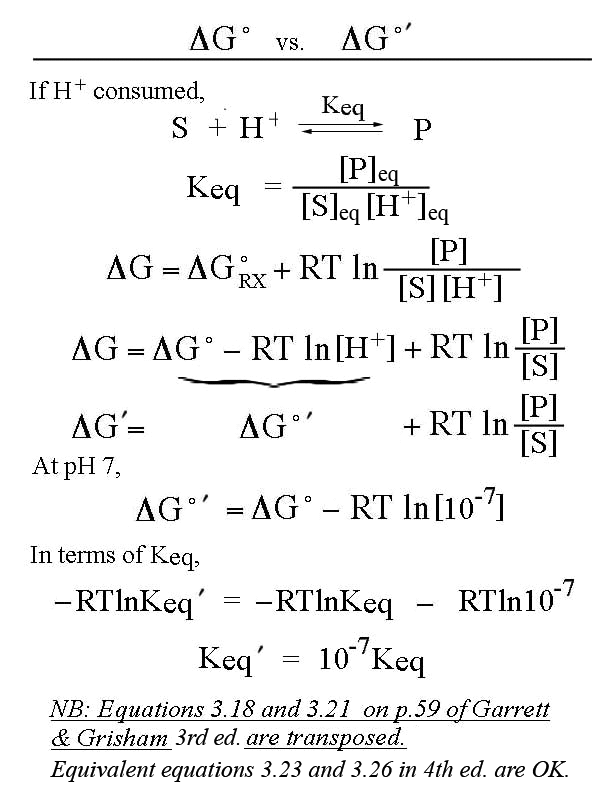 ΔG° vs. ΔG°′
If H⁺ consumed,
S + H⁺ ⇌ P
Keq
Keq = [P]eq / [S]eq [H⁺]eq
ΔG = ΔG°RX + RT ln [P] / [S][H⁺]
ΔG = ΔG° – RT ln[H⁺] + RT ln [P] / [S]
ΔG′= ΔG°′ + RT ln [P] / [S]
At pH 7,
ΔG°′ = ΔG° – RT ln[10⁻⁷]
In terms of Keq,
–RTlnKeq′ = –RTlnKeq – RTln10⁻⁷
Keq′ = 10⁻⁷Keq
NB: Equations 3.18 and 3.21 on p.59 of Garrett
& Grisham 3rd ed. are transposed.
Equivalent equations 3.23 and 3.26 in 4th ed. are OK.